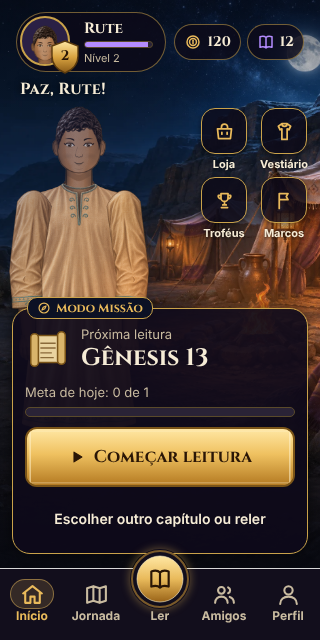 Rute
2
Nível 2
120
12
Paz, Rute!
Loja
Vestiário
Troféus
Marcos
Modo Missão
Próxima leitura
Gênesis 13
Meta de hoje: 0 de 1
Começar leitura
Escolher outro capítulo ou reler
Início
Jornada
Ler
Amigos
Perfil